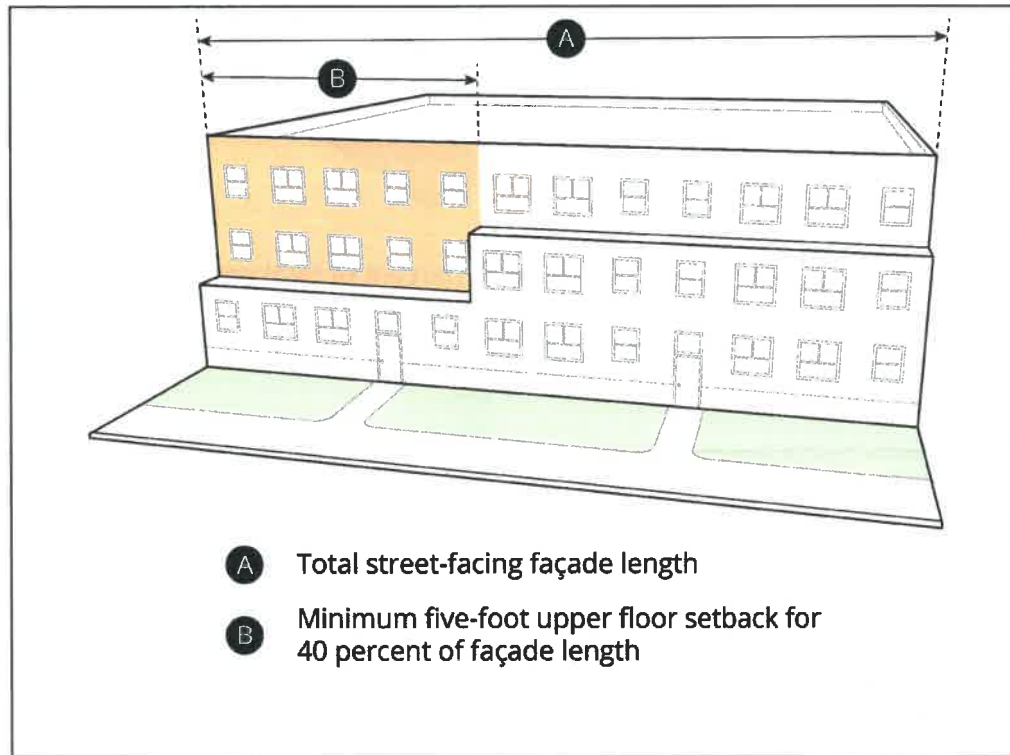 A
B
A Total street-facing façade length
B Minimum five-foot upper floor setback for
40 percent of façade length